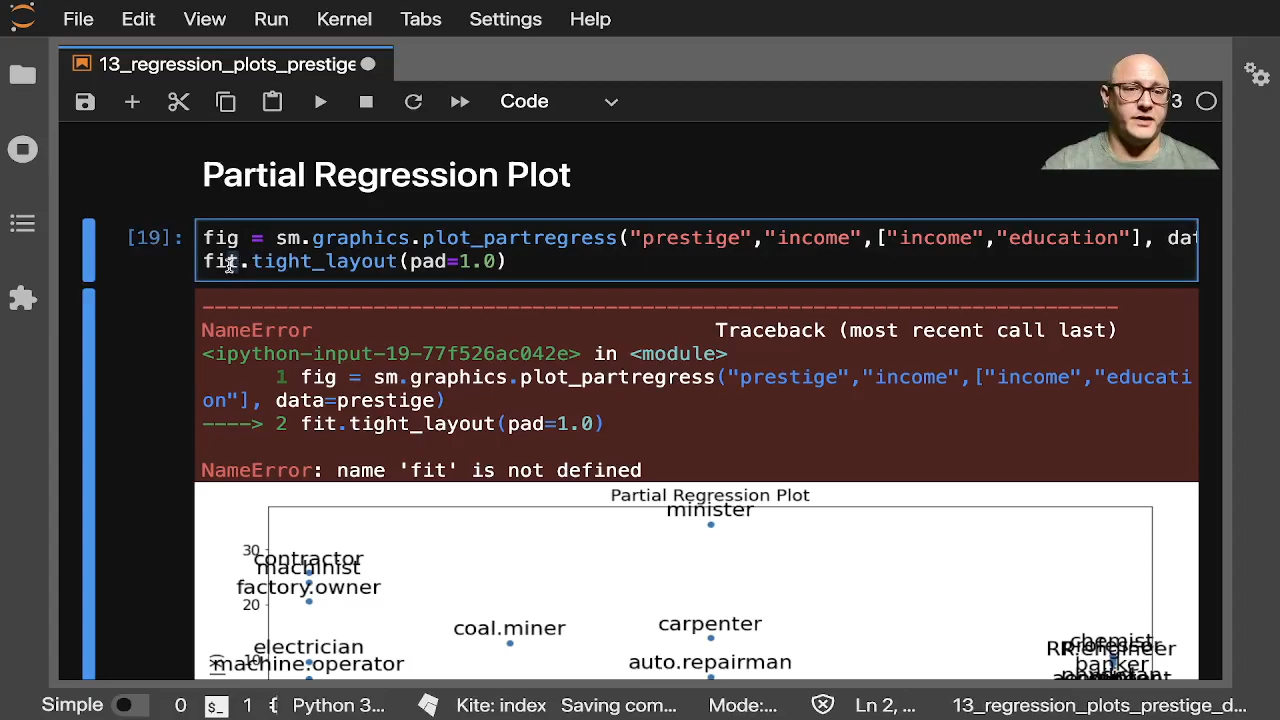 File Edit View Run Kernel Tabs Settings Help
13_regression_plots_prestige
Code
3
Partial Regression Plot
[19]: fig = sm.graphics.plot_partregress("prestige","income",["income","education"], dat
fit.tight_layout(pad=1.0)
---------------------------------------------------------------------------
NameError Traceback (most recent call last)
<ipython-input-19-77f526ac042e> in <module>
1 fig = sm.graphics.plot_partregress("prestige","income",["income","educati
on"], data=prestige)
----> 2 fit.tight_layout(pad=1.0)
NameError: name 'fit' is not defined
Partial Regression Plot
minister
30
contractor
machinist
factory.owner
20
coal.miner
carpenter
chemist
electrician
RR.engineer
10
machine.operator
auto.repairman
banker
Simple 0 $_ 1 Python 3... Kite: index Saving com... Mode:... Ln 2, ... 13_regression_plots_prestige_d...